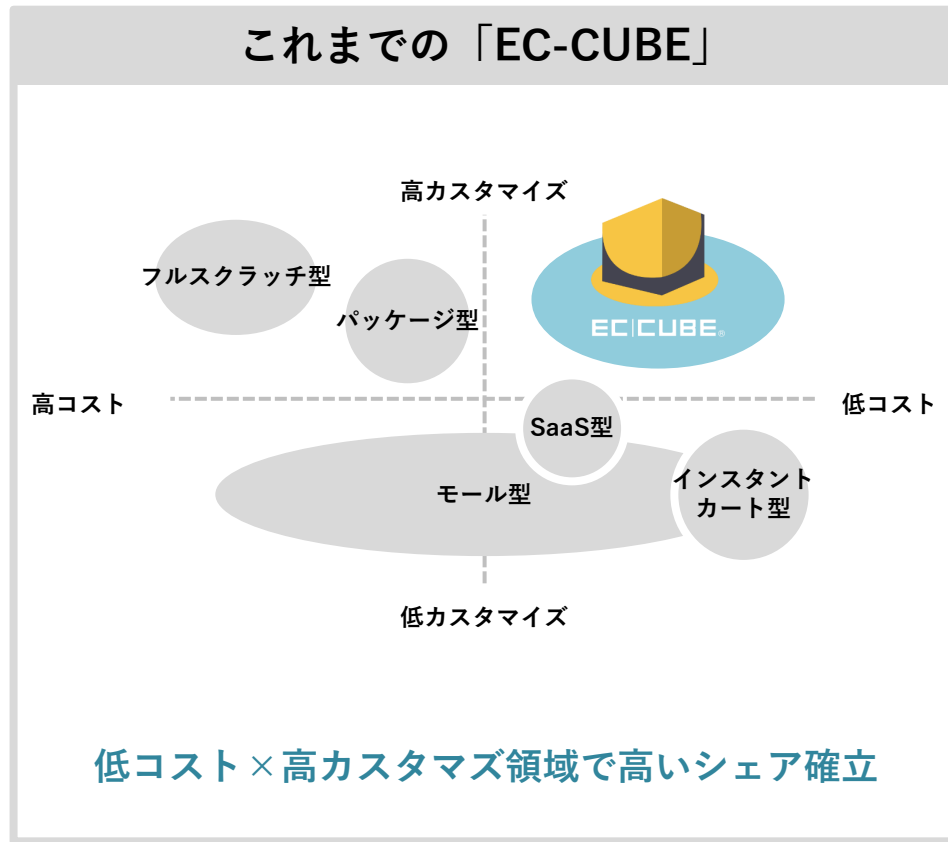 これまでの「EC-CUBE」
高カスタマイズ
フルスクラッチ型
パッケージ型
EC CUBE®
高コスト
低コスト
SaaS型
モール型
インスタント
カート型
低カスタマイズ
低コスト×高カスタマズ領域で高いシェア確立